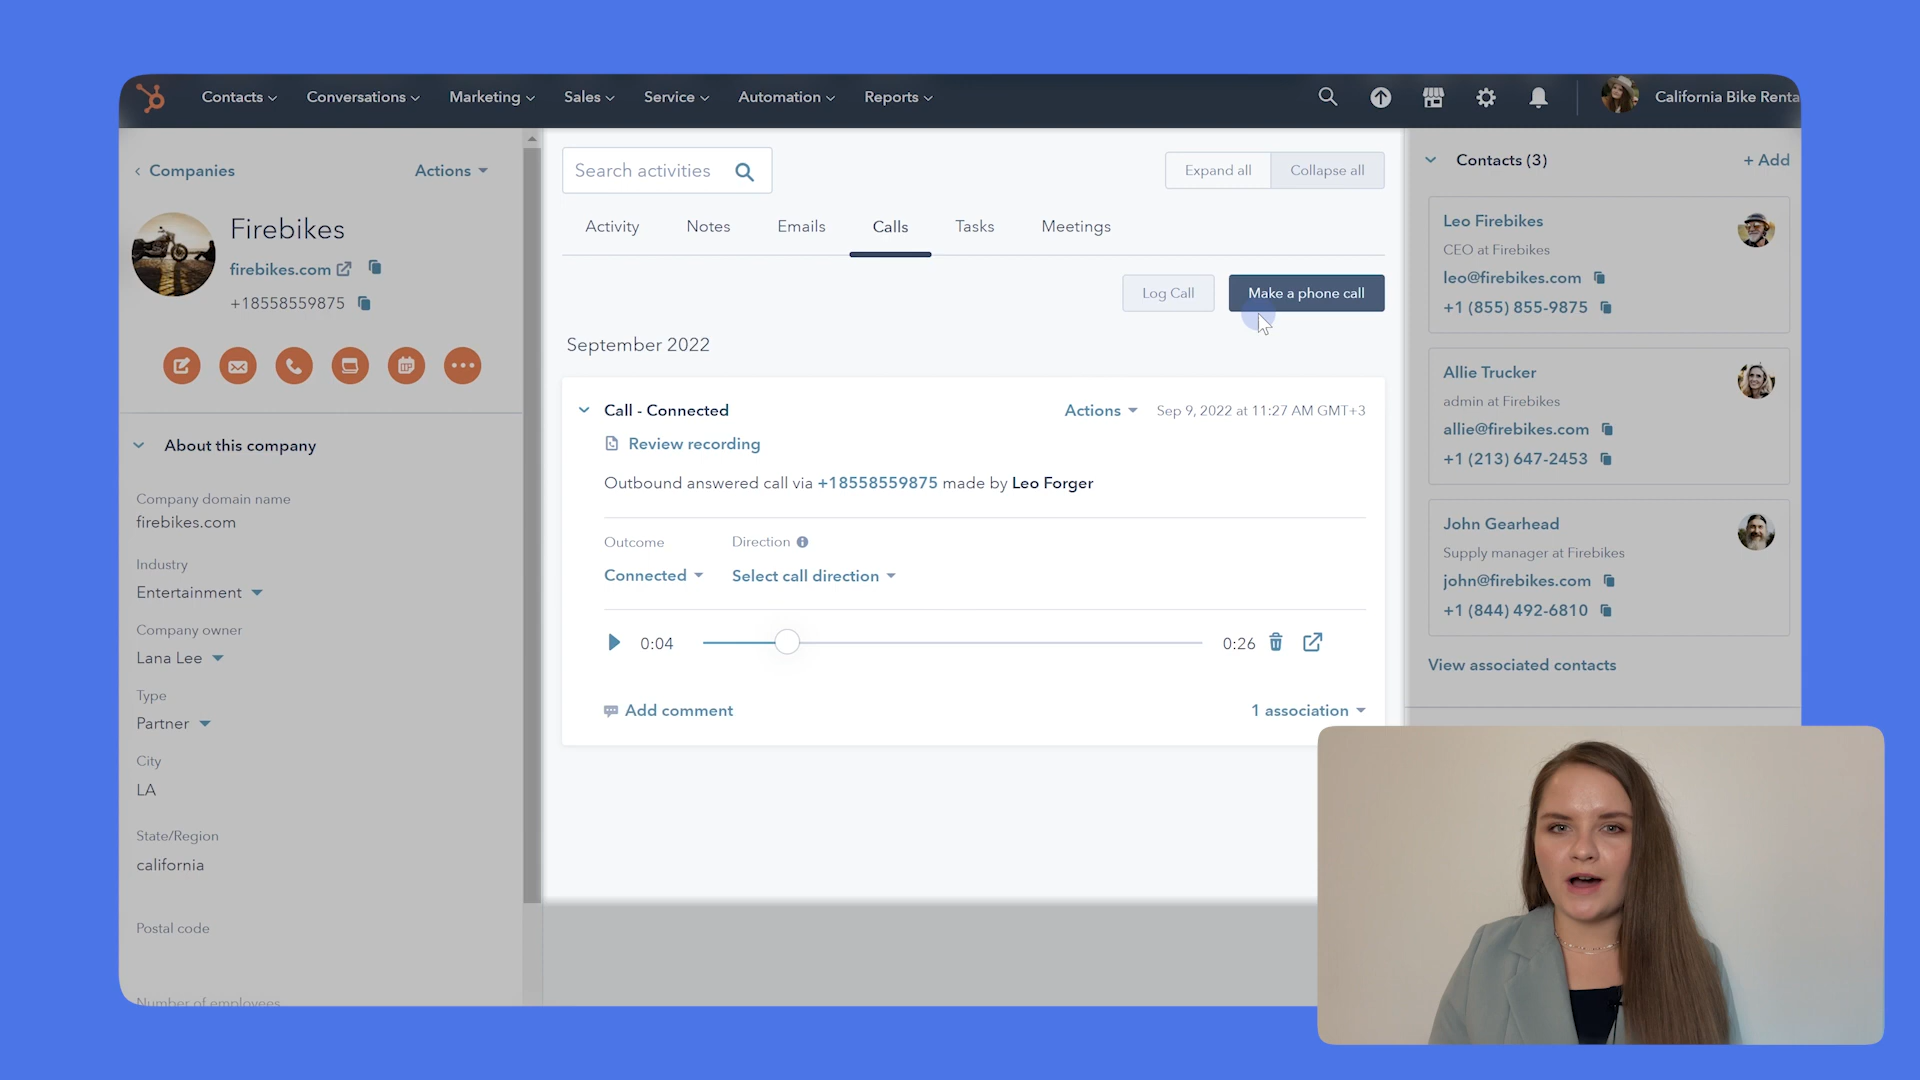 Contacts
Conversations
Marketing
Sales
Service
Automation
Reports
California Bike Renta
Companies
Actions
Firebikes
firebikes.com
+18558559875
About this company
Company domain name
firebikes.com
Industry
Entertainment
Company owner
Lana Lee
Type
Partner
City
LA
State/Region
california
Postal code
Number of employees
Search activities
Expand all
Collapse all
Activity
Notes
Emails
Calls
Tasks
Meetings
Log Call
Make a phone call
September 2022
Call - Connected
Actions
Sep 9, 2022 at 11:27 AM GMT+3
Review recording
Outbound answered call via +18558559875 made by Leo Forger
Outcome
Direction
Connected
Select call direction
0:04
0:26
Add comment
1 association
Contacts (3)
+ Add
Leo Firebikes
CEO at Firebikes
leo@firebikes.com
+1 (855) 855-9875
Allie Trucker
admin at Firebikes
allie@firebikes.com
+1 (213) 647-2453
John Gearhead
Supply manager at Firebikes
john@firebikes.com
+1 (844) 492-6810
View associated contacts